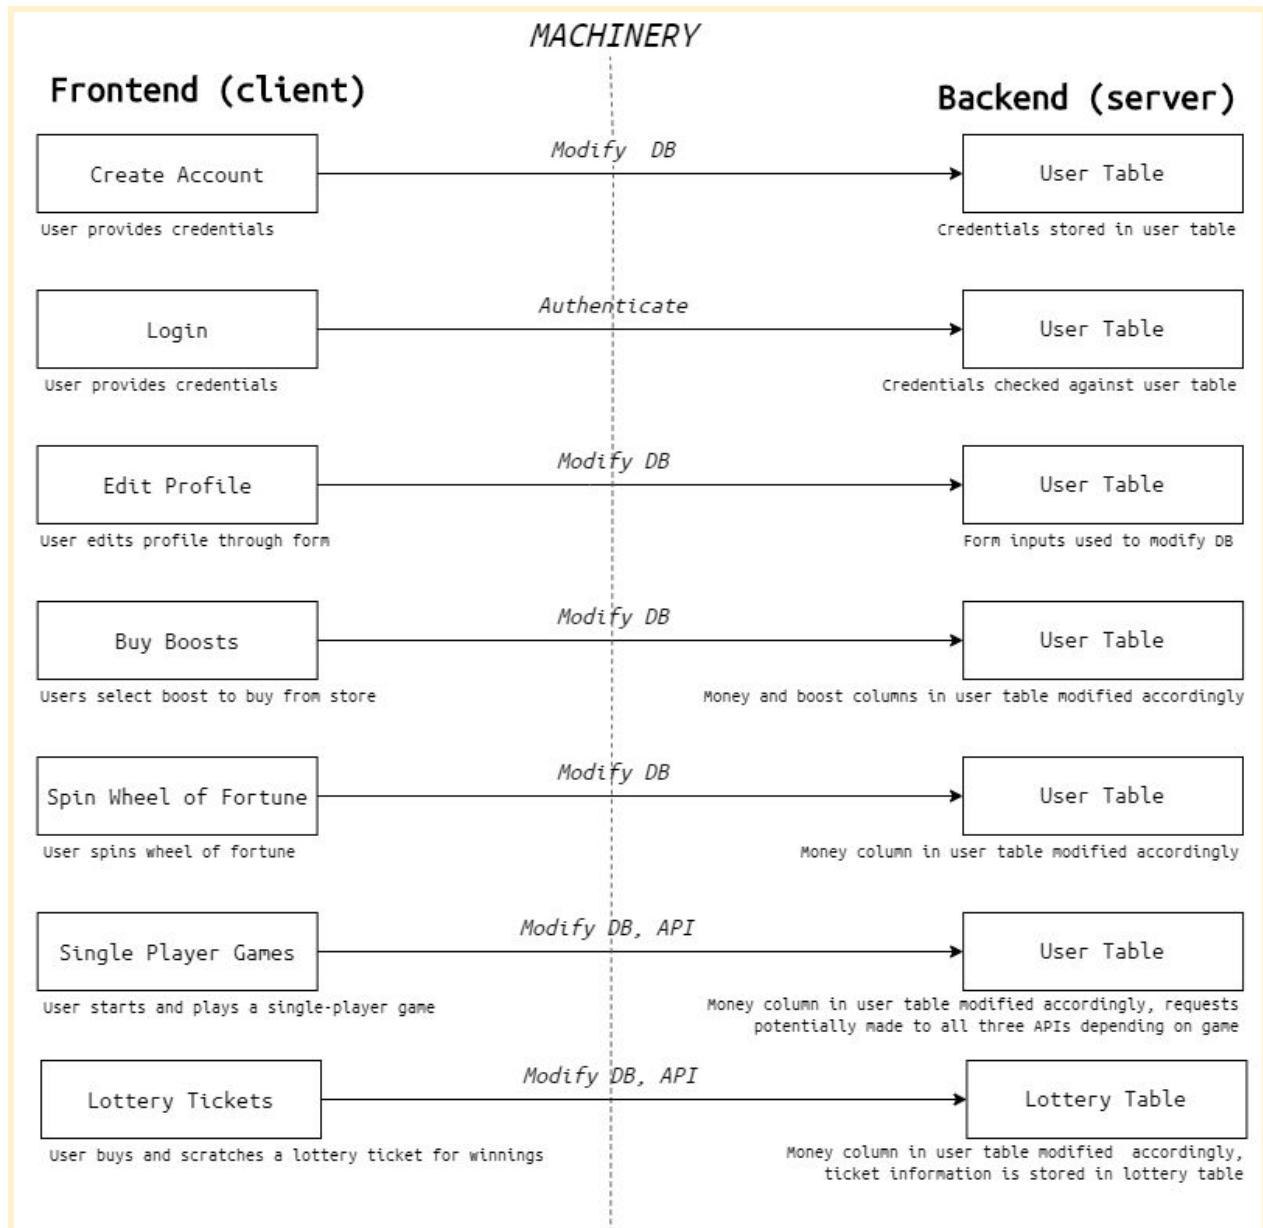 MACHINERY
Frontend (client)
Backend (server)
Create Account
Modify DB
User Table
User provides credentials
Credentials stored in user table
Login
Authenticate
User Table
User provides credentials
Credentials checked against user table
Edit Profile
Modify DB
User Table
User edits profile through form
Form inputs used to modify DB
Buy Boosts
Modify DB
User Table
Users select boost to buy from store
Money and boost columns in user table modified accordingly
Spin Wheel of Fortune
Modify DB
User Table
User spins wheel of fortune
Money column in user table modified accordingly
Single Player Games
Modify DB, API
User Table
User starts and plays a single-player game
Money column in user table modified accordingly, requests
potentially made to all three APIs depending on game
Lottery Tickets
Modify DB, API
Lottery Table
User buys and scratches a lottery ticket for winnings
Money column in user table modified accordingly,
ticket information is stored in lottery table